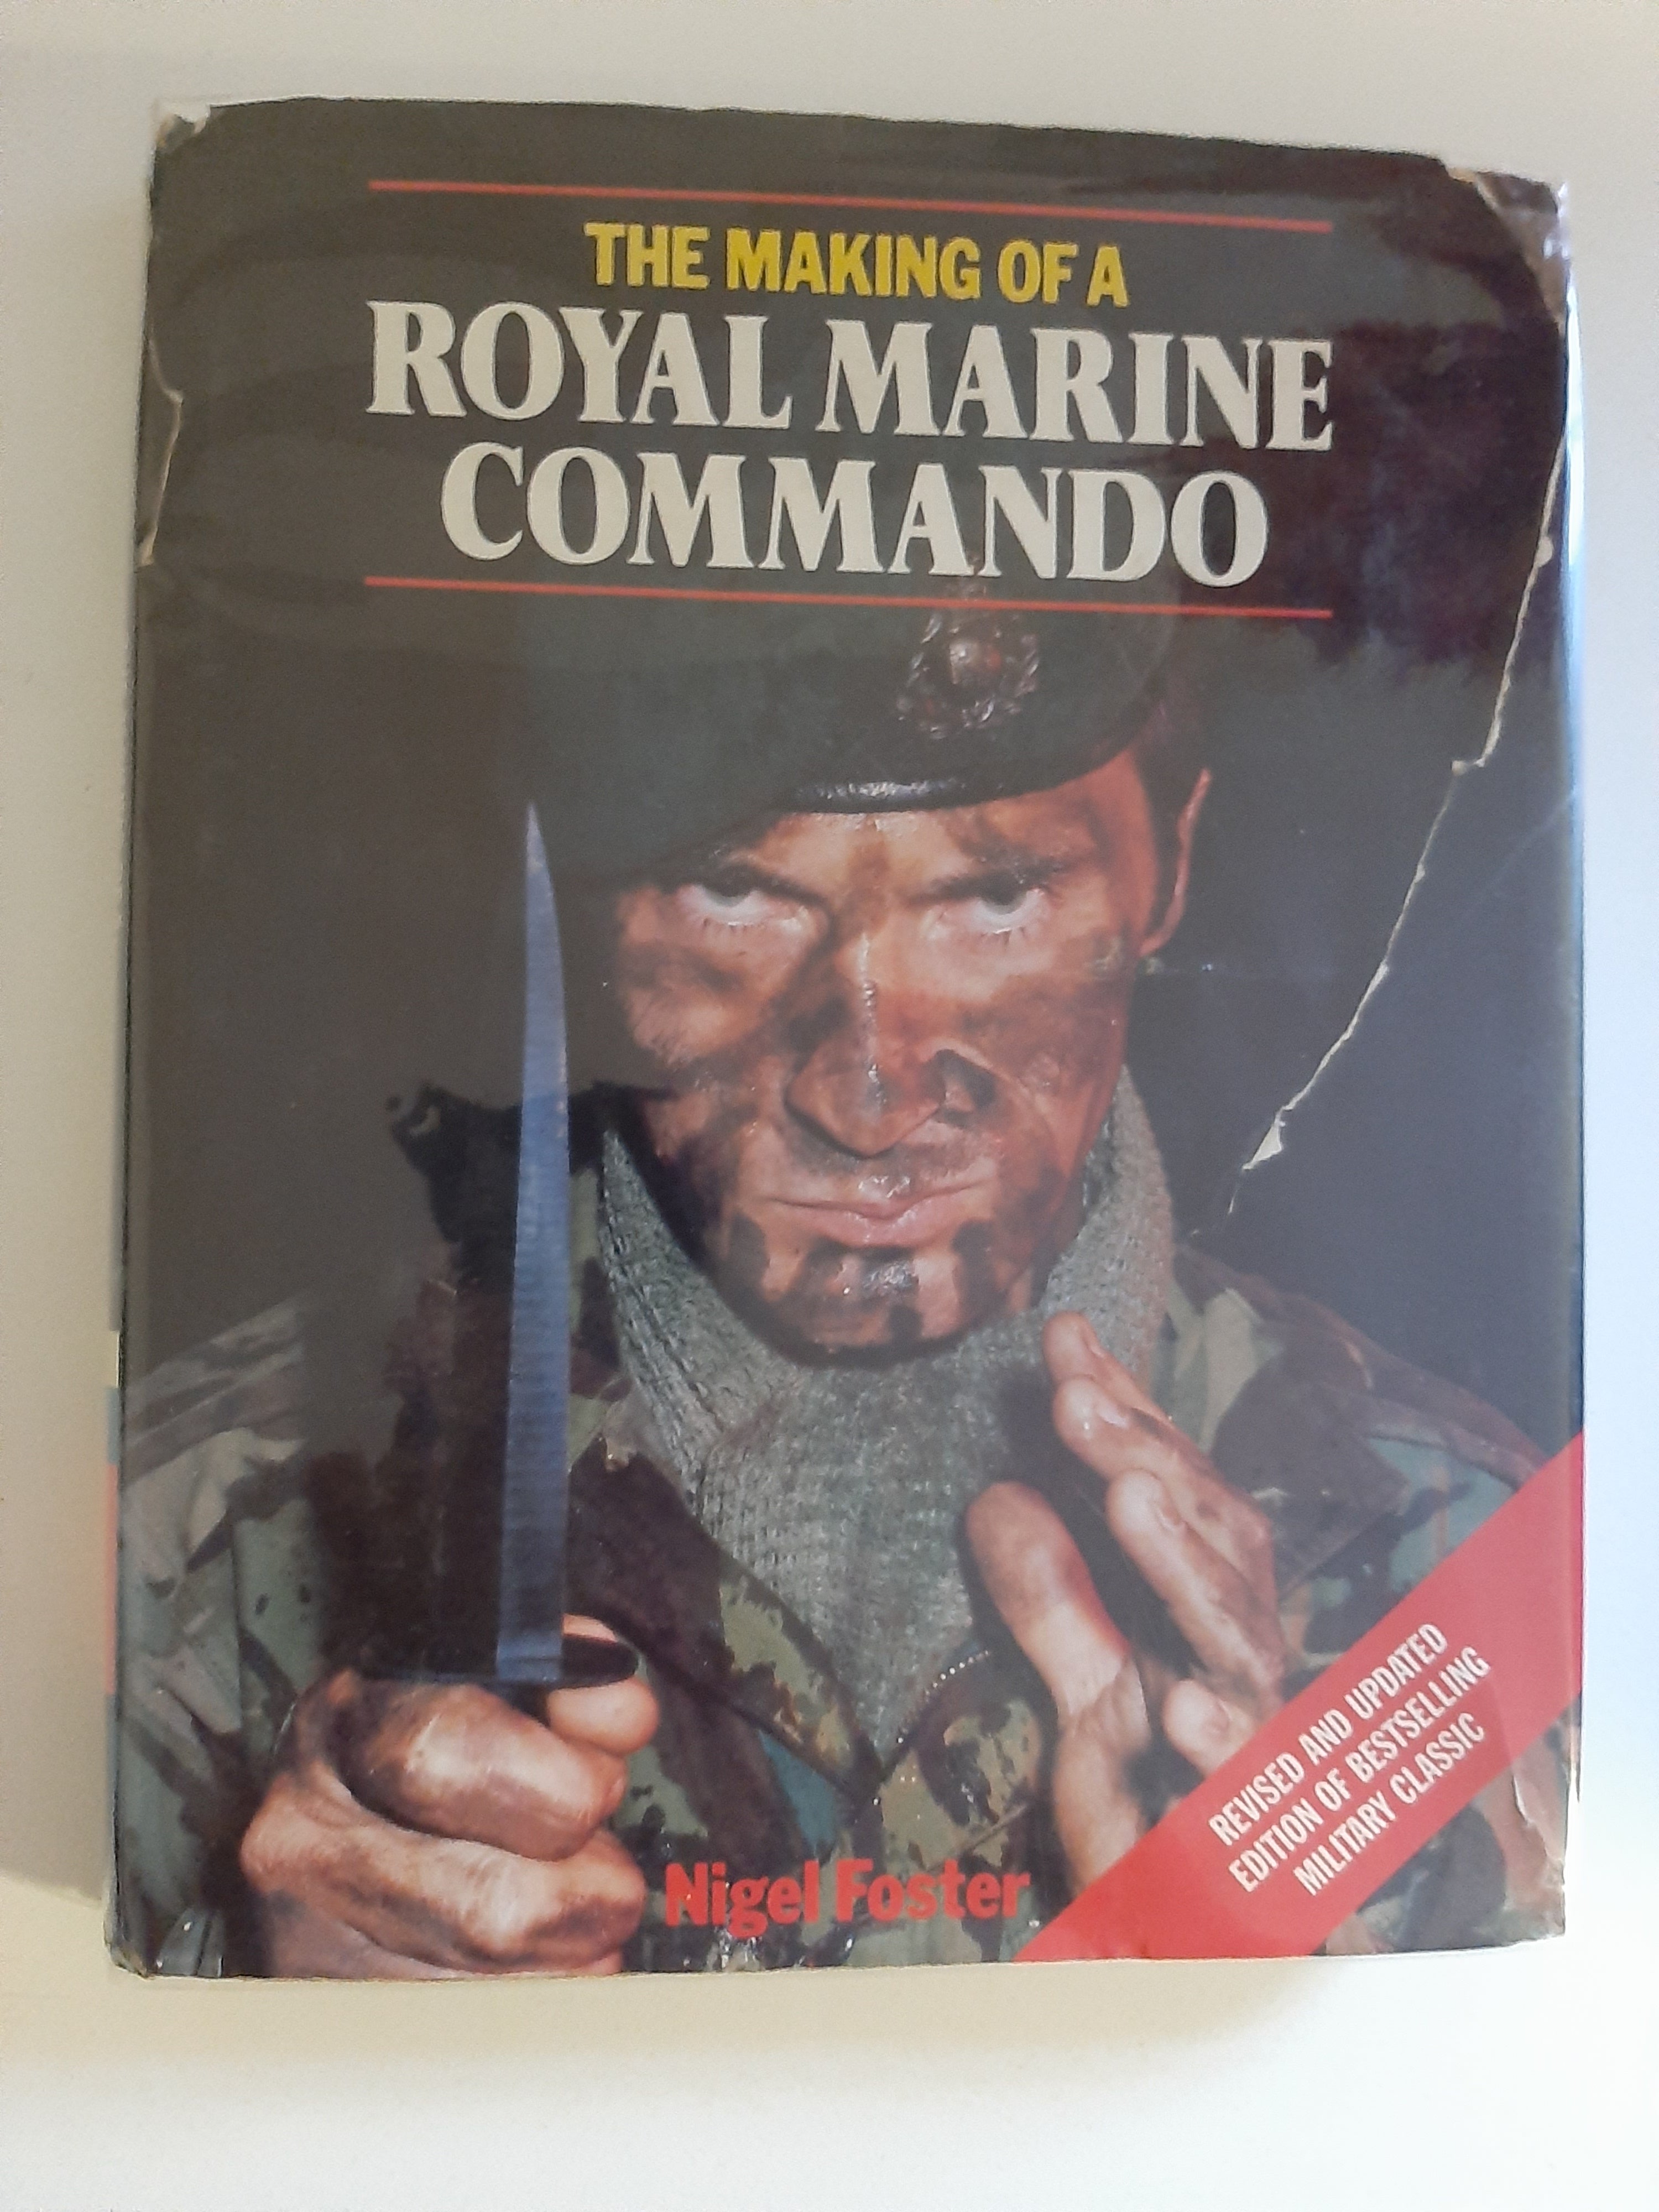 THE MAKING OF A
ROYAL MARINE
COMMANDO
Nigel Foster
REVISED AND UPDATED
EDITION OF BESTSELLING
MILITARY CLASSIC